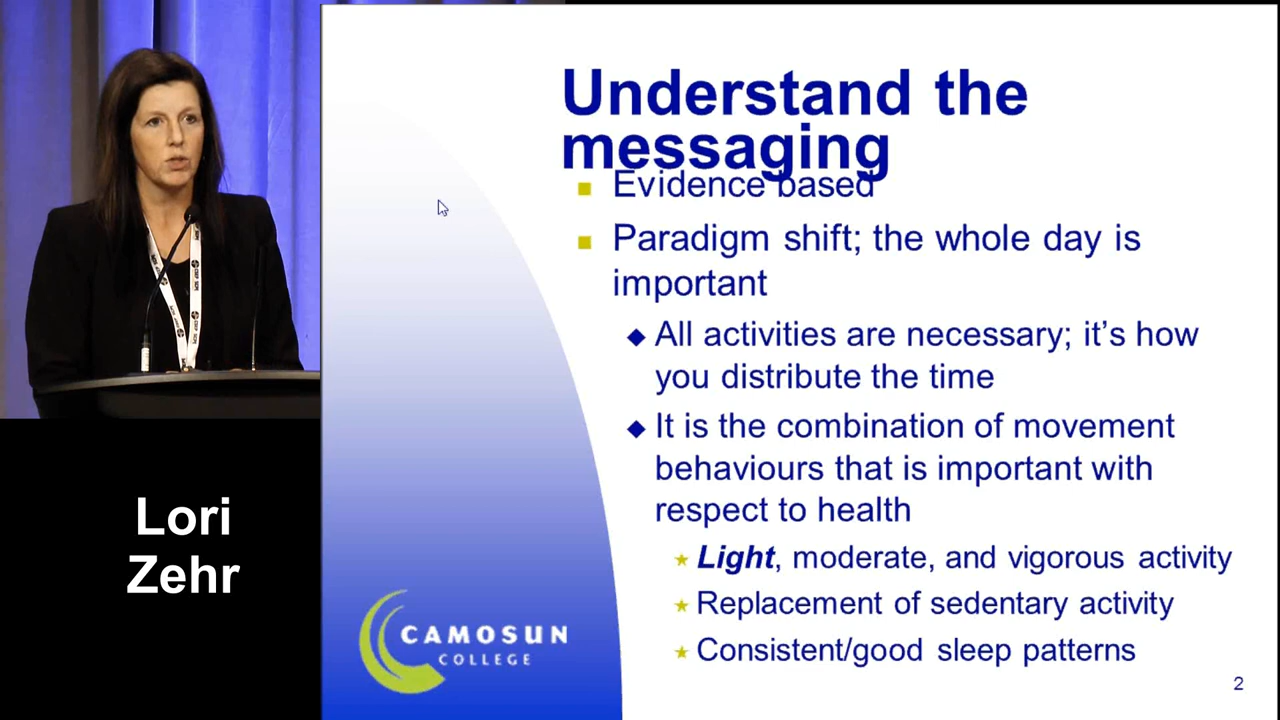 Understand the
messaging
Evidence based
Paradigm shift; the whole day is
important
All activities are necessary; it's how
you distribute the time
It is the combination of movement
behaviours that is important with
respect to health
Light, moderate, and vigorous activity
Replacement of sedentary activity
Consistent/good sleep patterns
CAMOSUN
COLLEGE
2
Lori
Zehr